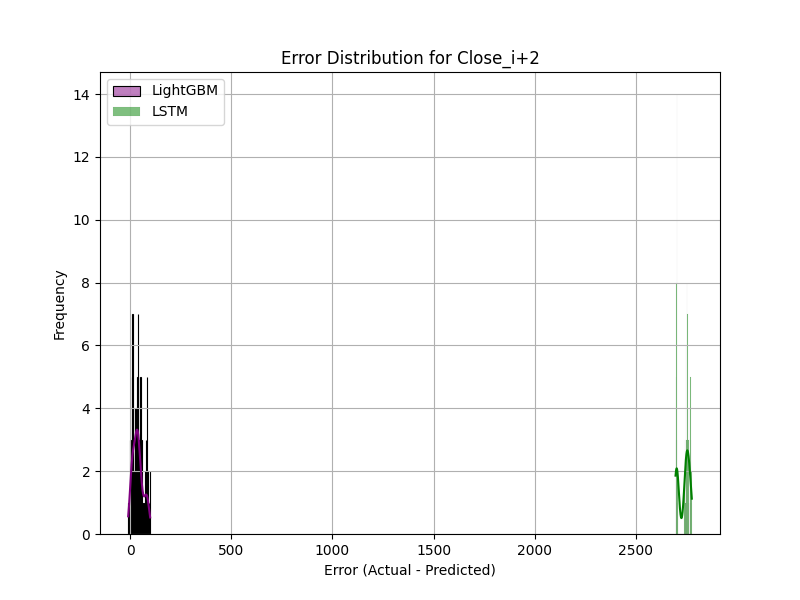 Error Distribution for Close_i+2
LightGBM
LSTM
14
12
10
8
6
4
2
0
Frequency
0 500 1000 1500 2000 2500
Error (Actual - Predicted)